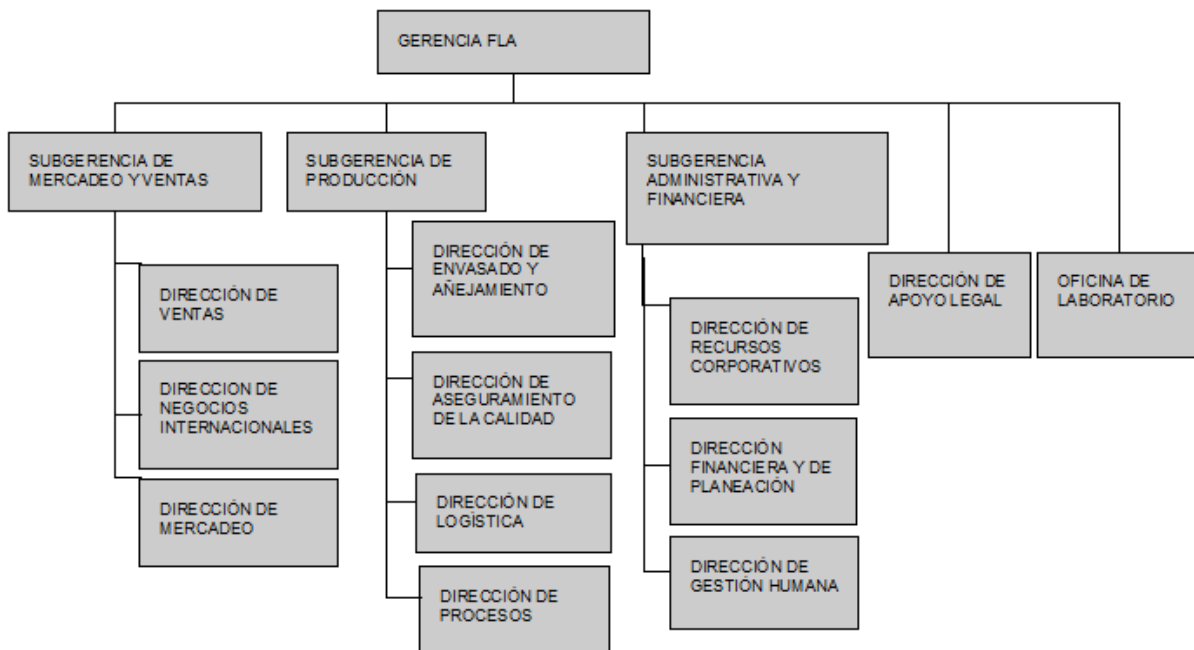 GERENCIA FLA
SUBGERENCIA DE
MERCADEO Y VENTAS
SUBGERENCIA DE
PRODUCCIÓN
SUBGERENCIA
ADMINISTRATIVA Y
FINANCIERA
DIRECCIÓN DE
APOYO LEGAL
OFICINA DE
LABORATORIO
DIRECCIÓN DE
VENTAS
DIRECCION DE
NEGOCIOS
INTERNACIONALES
DIRECCIÓN DE
MERCADEO
DIRECCIÓN DE
ENVASADO Y
AÑEJAMIENTO
DIRECCIÓN DE
ASEGURAMIENTO
DE LA CALIDAD
DIRECCIÓN DE
LOGÍSTICA
DIRECCIÓN DE
PROCESOS
DIRECCIÓN DE
RECURSOS
CORPORATIVOS
DIRECCIÓN
FINANCIERA Y DE
PLANEACIÓN
DIRECCIÓN DE
GESTIÓN HUMANA